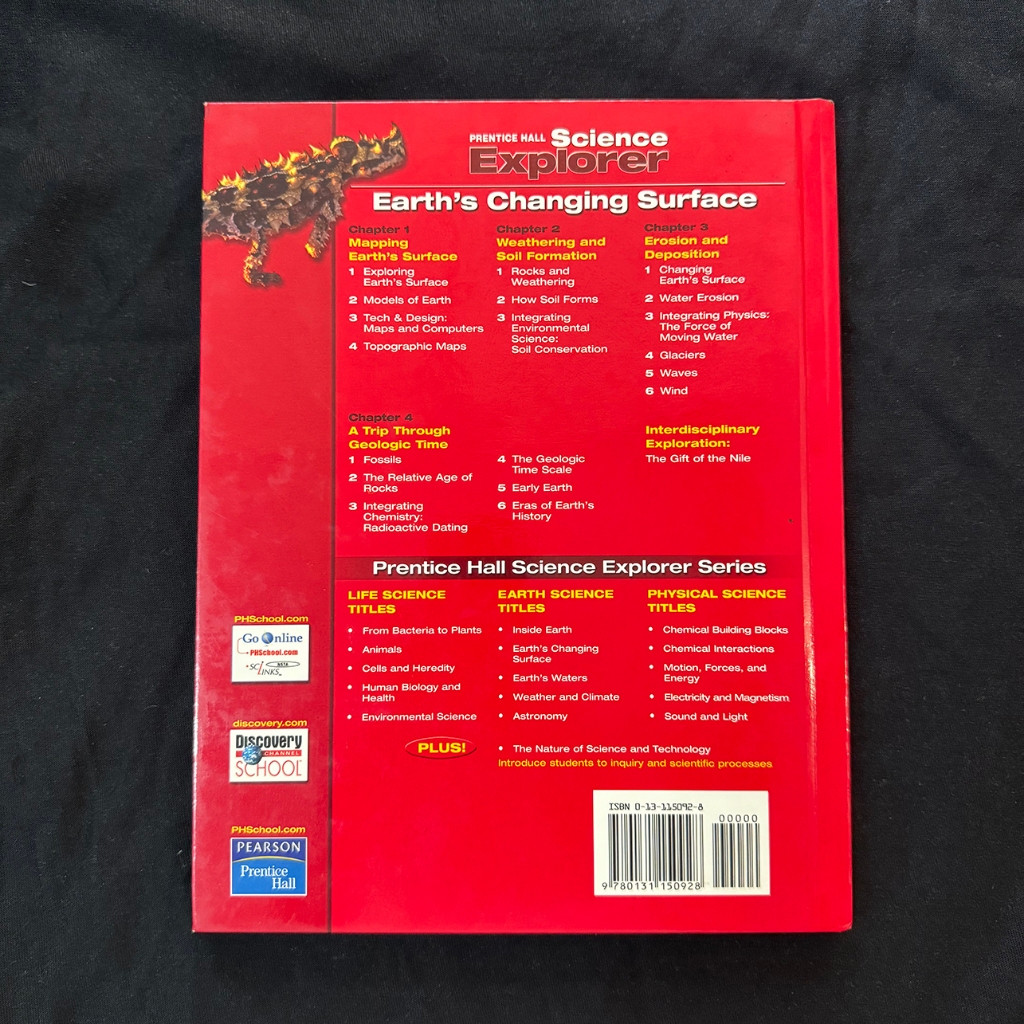 PRENTICE HALL Science
Explorer
Earth's Changing Surface
Chapter 1
Mapping
Earth's Surface
1 Exploring
Earth's Surface
2 Models of Earth
3 Tech & Design:
Maps and Computers
4 Topographic Maps
Chapter 2
Weathering and
Soil Formation
1 Rocks and
Weathering
2 How Soil Forms
3 Integrating
Environmental
Science:
Soil Conservation
Chapter 3
Erosion and
Deposition
1 Changing
Earth's Surface
2 Water Erosion
3 Integrating Physics:
The Force of
Moving Water
4 Glaciers
5 Waves
6 Wind
Chapter 4
A Trip Through
Geologic Time
1 Fossils
2 The Relative Age of
Rocks
3 Integrating
Chemistry:
Radioactive Dating
4 The Geologic
Time Scale
5 Early Earth
6 Eras of Earth's
History
Interdisciplinary
Exploration:
The Gift of the Nile
Prentice Hall Science Explorer Series
LIFE SCIENCE
TITLES
• From Bacteria to Plants
• Animals
• Cells and Heredity
• Human Biology and
Health
• Environmental Science
EARTH SCIENCE
TITLES
• Inside Earth
• Earth's Changing
Surface
• Earth's Waters
• Weather and Climate
• Astronomy
PHYSICAL SCIENCE
TITLES
• Chemical Building Blocks
• Chemical Interactions
• Motion, Forces, and
Energy
• Electricity and Magnetism
• Sound and Light
PLUS!
• The Nature of Science and Technology
Introduce students to inquiry and scientific processes
PHSchool.com
Go Online
PHSchool.com
NSTA
SCiLINKS
discovery.com
Discovery
CHANNEL
SCHOOL
PHSchool.com
PEARSON
Prentice
Hall
ISBN 0-13-115092-8
00000
9 780131 150928